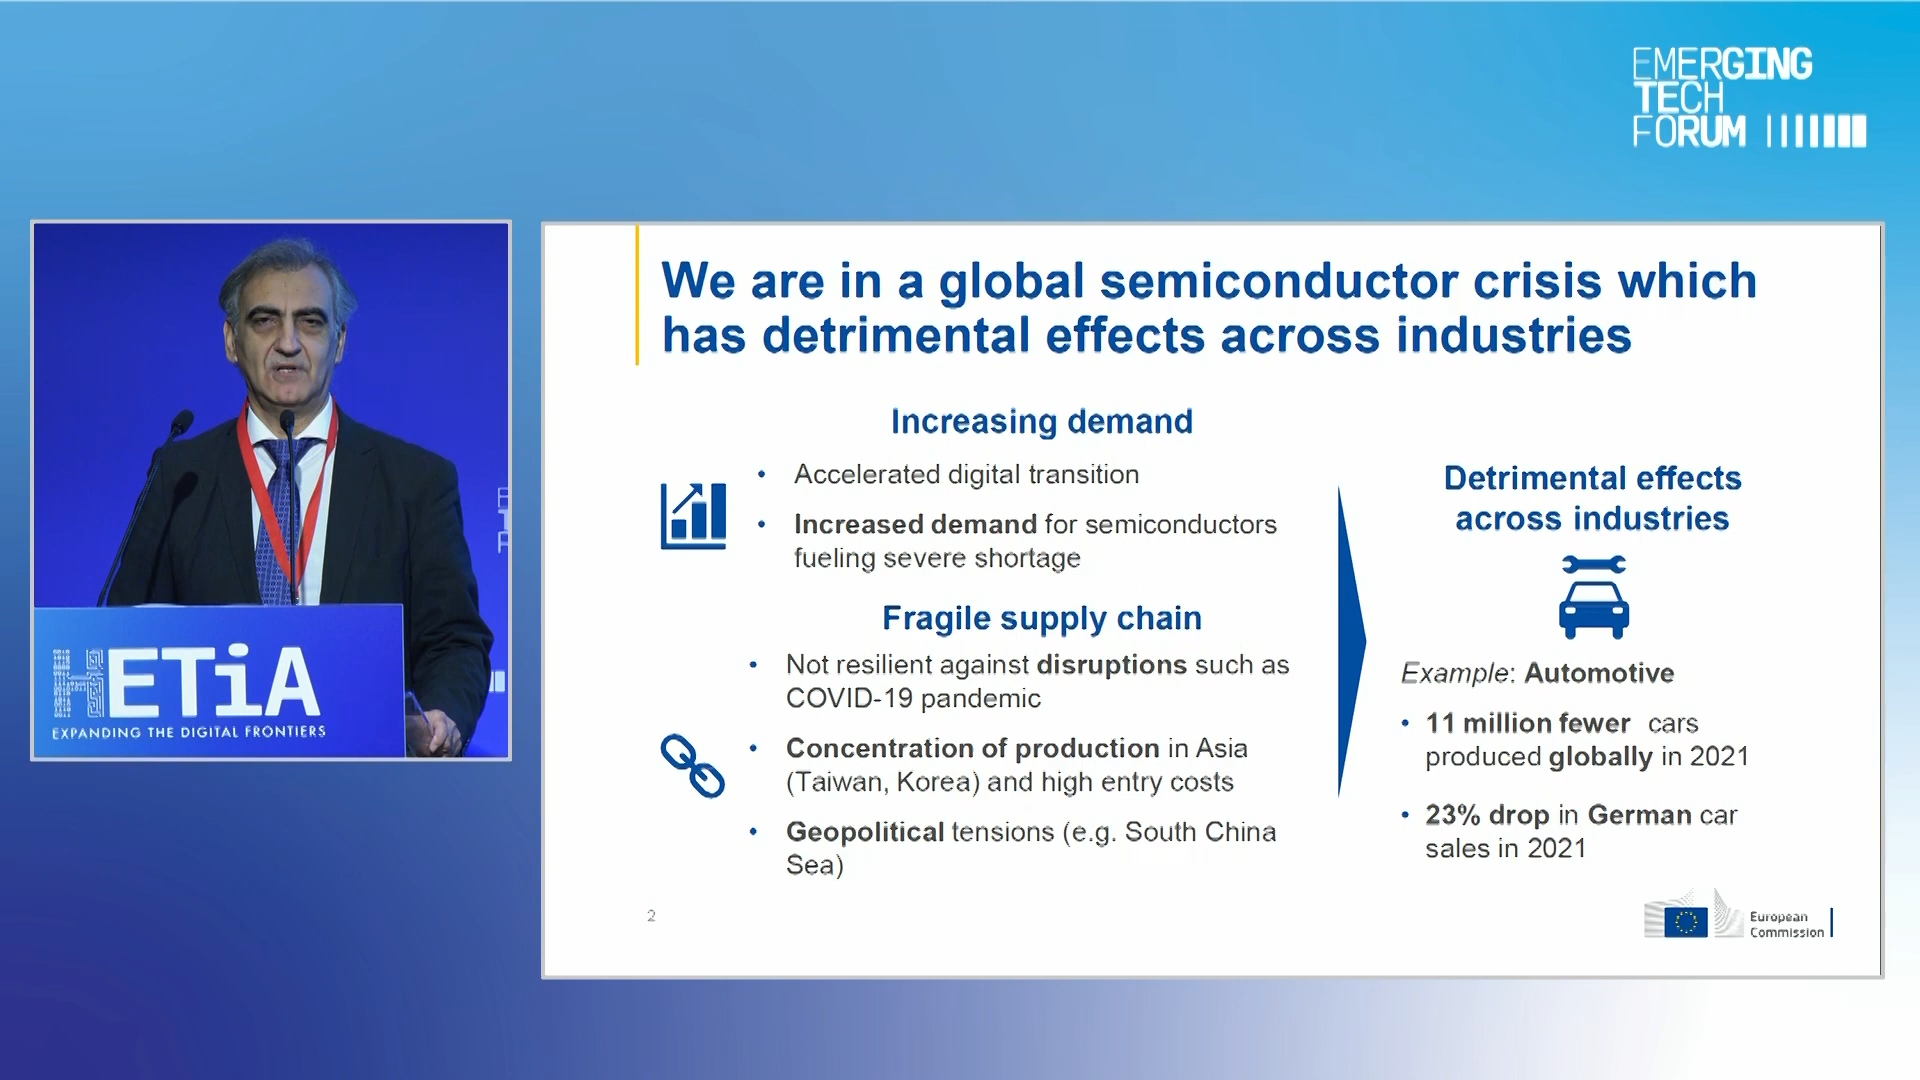 EMERGING
TECH
FORUM
HETiA
EXPANDING THE DIGITAL FRONTIERS
We are in a global semiconductor crisis which
has detrimental effects across industries
Increasing demand
• Accelerated digital transition
• Increased demand for semiconductors
fueling severe shortage
Fragile supply chain
• Not resilient against disruptions such as
COVID-19 pandemic
• Concentration of production in Asia
(Taiwan, Korea) and high entry costs
• Geopolitical tensions (e.g. South China
Sea)
Detrimental effects
across industries
Example: Automotive
• 11 million fewer cars
produced globally in 2021
• 23% drop in German car
sales in 2021
2
European
Commission